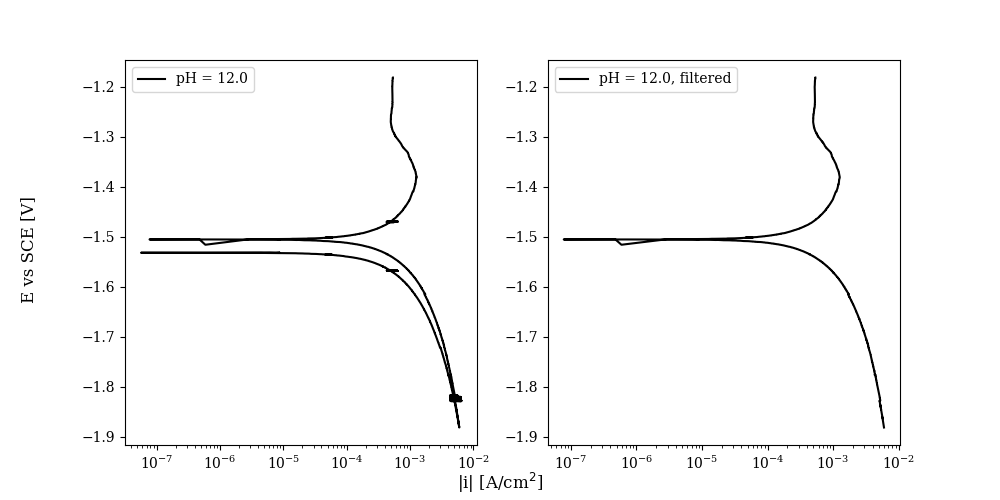 pH = 12.0
pH = 12.0, filtered
−1.2
−1.3
−1.4
−1.5
−1.6
−1.7
−1.8
−1.9
−1.2
−1.3
−1.4
−1.5
−1.6
−1.7
−1.8
−1.9
E vs SCE [V]
10⁻⁷ 10⁻⁶ 10⁻⁵ 10⁻⁴ 10⁻³ 10⁻²
10⁻⁷ 10⁻⁶ 10⁻⁵ 10⁻⁴ 10⁻³ 10⁻²
|i| [A/cm²]